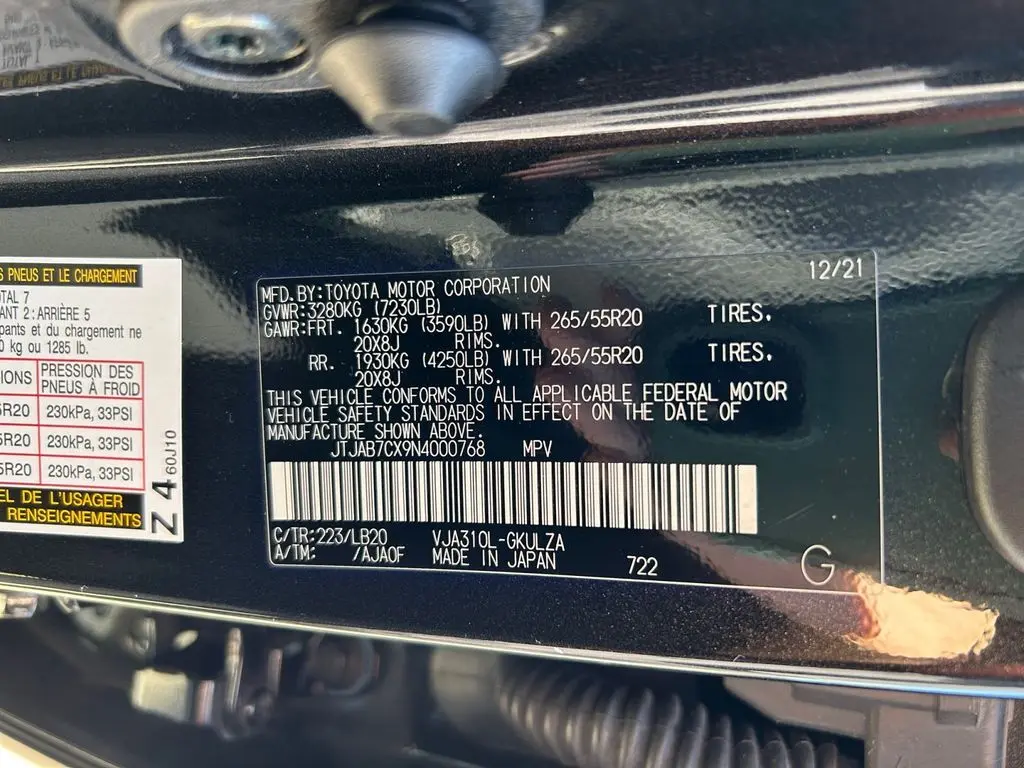 S PNEUS ET LE CHARGEMENT
TAL 7
ANT 2 : ARRIÈRE 5
pants et du chargement ne
0 kg ou 1285 lb.
IONS PRESSION DES PNEUS À FROID
5R20 230kPa, 33PSI
5R20 230kPa, 33PSI
5R20 230kPa, 33PSI
EL DE L'USAGER
RENSEIGNEMENTS
Z 4 60J10
12/21
MFD. BY: TOYOTA MOTOR CORPORATION
GVWR: 3280KG (7230LB)
GAWR: FRT. 1630KG (3590LB) WITH 265/55R20 TIRES.
20X8J RIMS.
RR. 1930KG (4250LB) WITH 265/55R20 TIRES.
20X8J RIMS.
THIS VEHICLE CONFORMS TO ALL APPLICABLE FEDERAL MOTOR
VEHICLE SAFETY STANDARDS IN EFFECT ON THE DATE OF
MANUFACTURE SHOWN ABOVE.
JTJAB7CX9N4000768 MPV
C/TR: 223/LB20 VJA310L-GKULZA
A/TM: /AJA0F MADE IN JAPAN 722 G